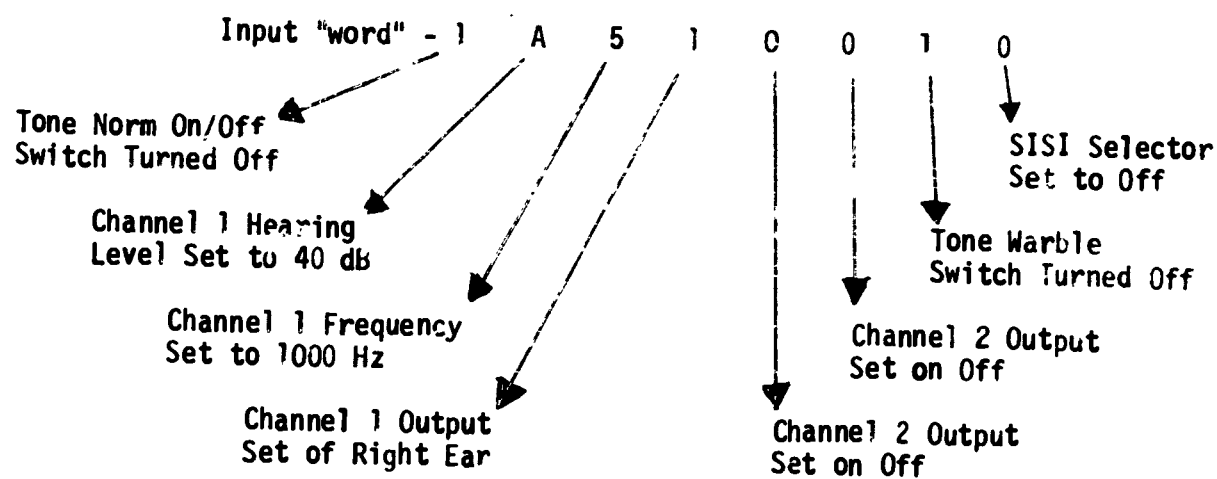 Input "word" - 1 A 5 1 0 0 1 0
Tone Norm On/Off
Switch Turned Off
SISI Selector
Set to Off
Channel 1 Hearing
Level Set to 40 dB
Tone Warble
Switch Turned Off
Channel 1 Frequency
Set to 1000 Hz
Channel 2 Output
Set on Off
Channel 1 Output
Set of Right Ear
Channel 2 Output
Set on Off